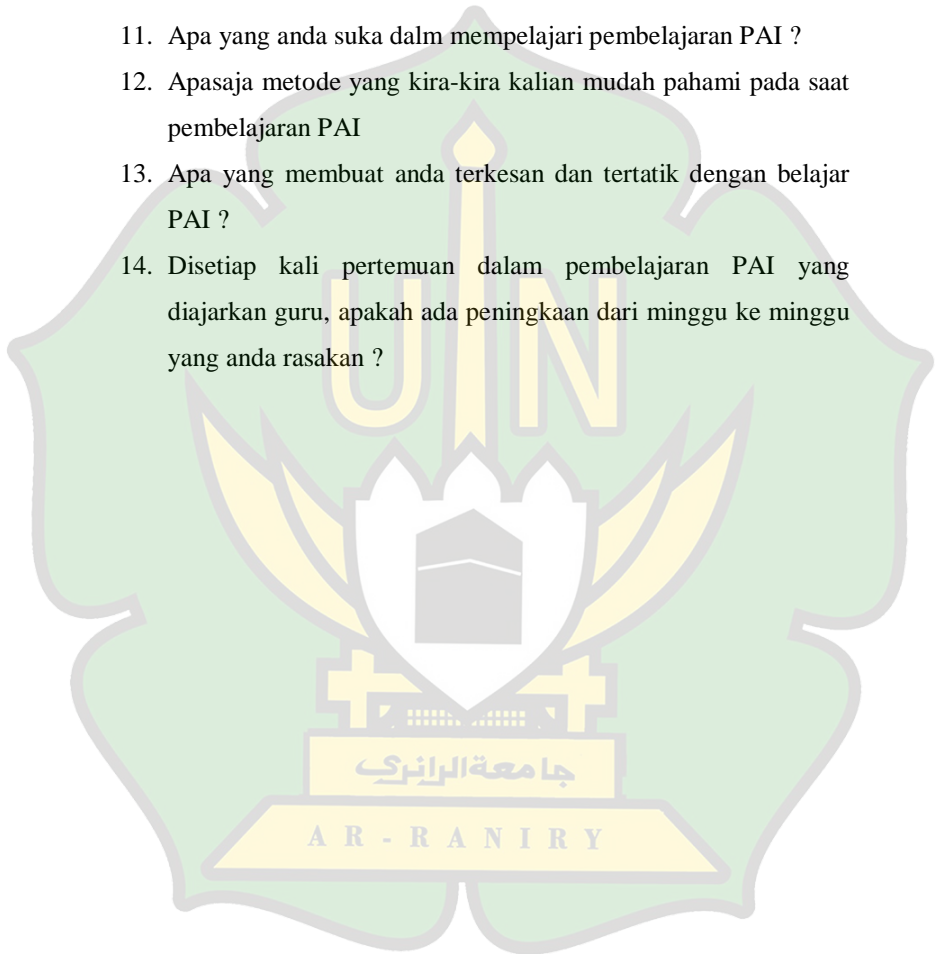 11. Apa yang anda suka dalm mempelajari pembelajaran PAI ?
12. Apasaja metode yang kira-kira kalian mudah pahami pada saat
pembelajaran PAI
13. Apa yang membuat anda terkesan dan tertatik dengan belajar
PAI ?
14. Disetiap kali pertemuan dalam pembelajaran PAI yang
diajarkan guru, apakah ada peningkaan dari minggu ke minggu
yang anda rasakan ?
UIN
جامعةالرانري
AR-RANIRY